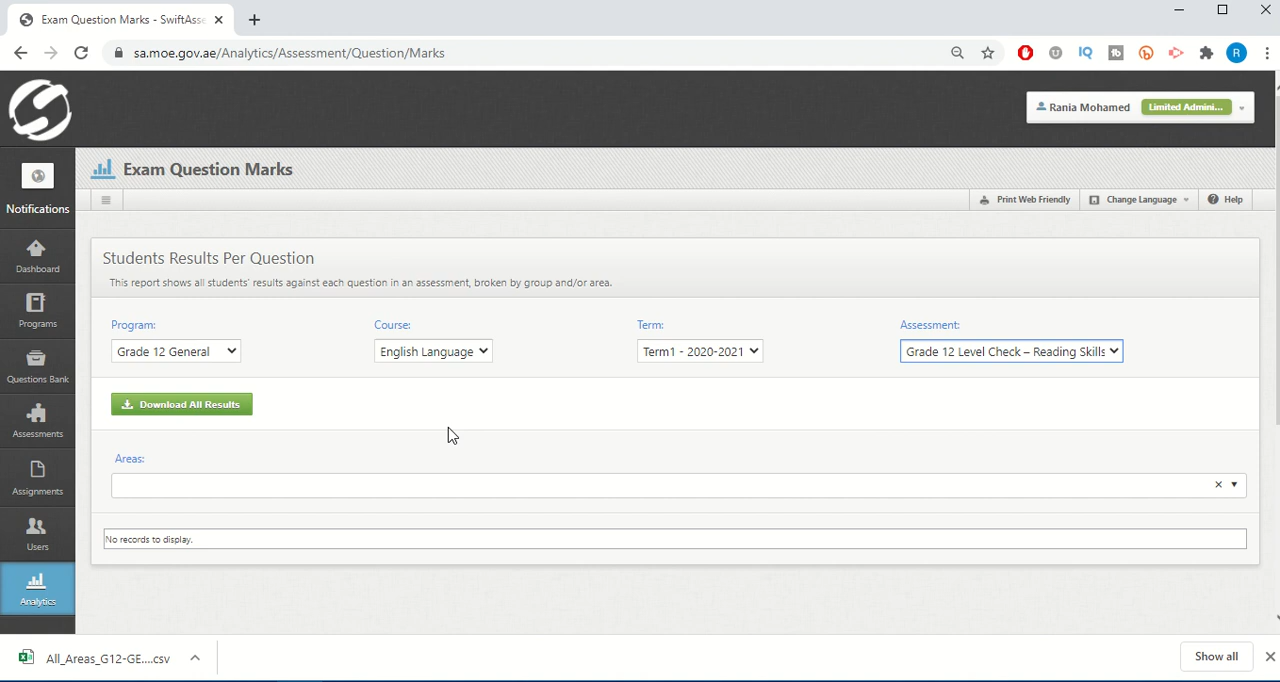 Exam Question Marks - SwiftAsse
sa.moe.gov.ae/Analytics/Assessment/Question/Marks
IQ
R
Rania Mohamed
Limited Admini...
Exam Question Marks
Notifications
Print Web Friendly
Change Language
Help
Dashboard
Programs
Questions Bank
Assessments
Assignments
Users
Analytics
Students Results Per Question
This report shows all students' results against each question in an assessment, broken by group and/or area.
Program:
Course:
Term:
Assessment:
Grade 12 General
English Language
Term1 - 2020-2021
Grade 12 Level Check – Reading Skills
Download All Results
Areas:
No records to display.
All_Areas_G12-GE....csv
Show all